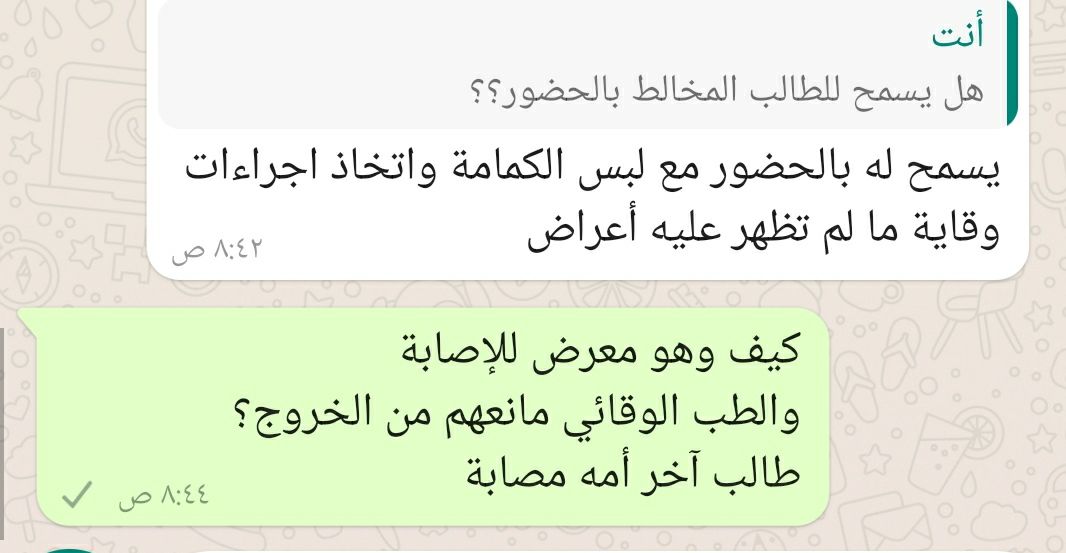 أنت
هل يسمح للطالب المخالط بالحضور؟؟
يسمح له بالحضور مع لبس الكمامة واتخاذ اجراءات
وقاية ما لم تظهر عليه أعراض
٨:٤٢ ص
كيف وهو معرض للإصابة
والطب الوقائي مانعهم من الخروج؟
طالب آخر أمه مصابة
٨:٤٤ ص